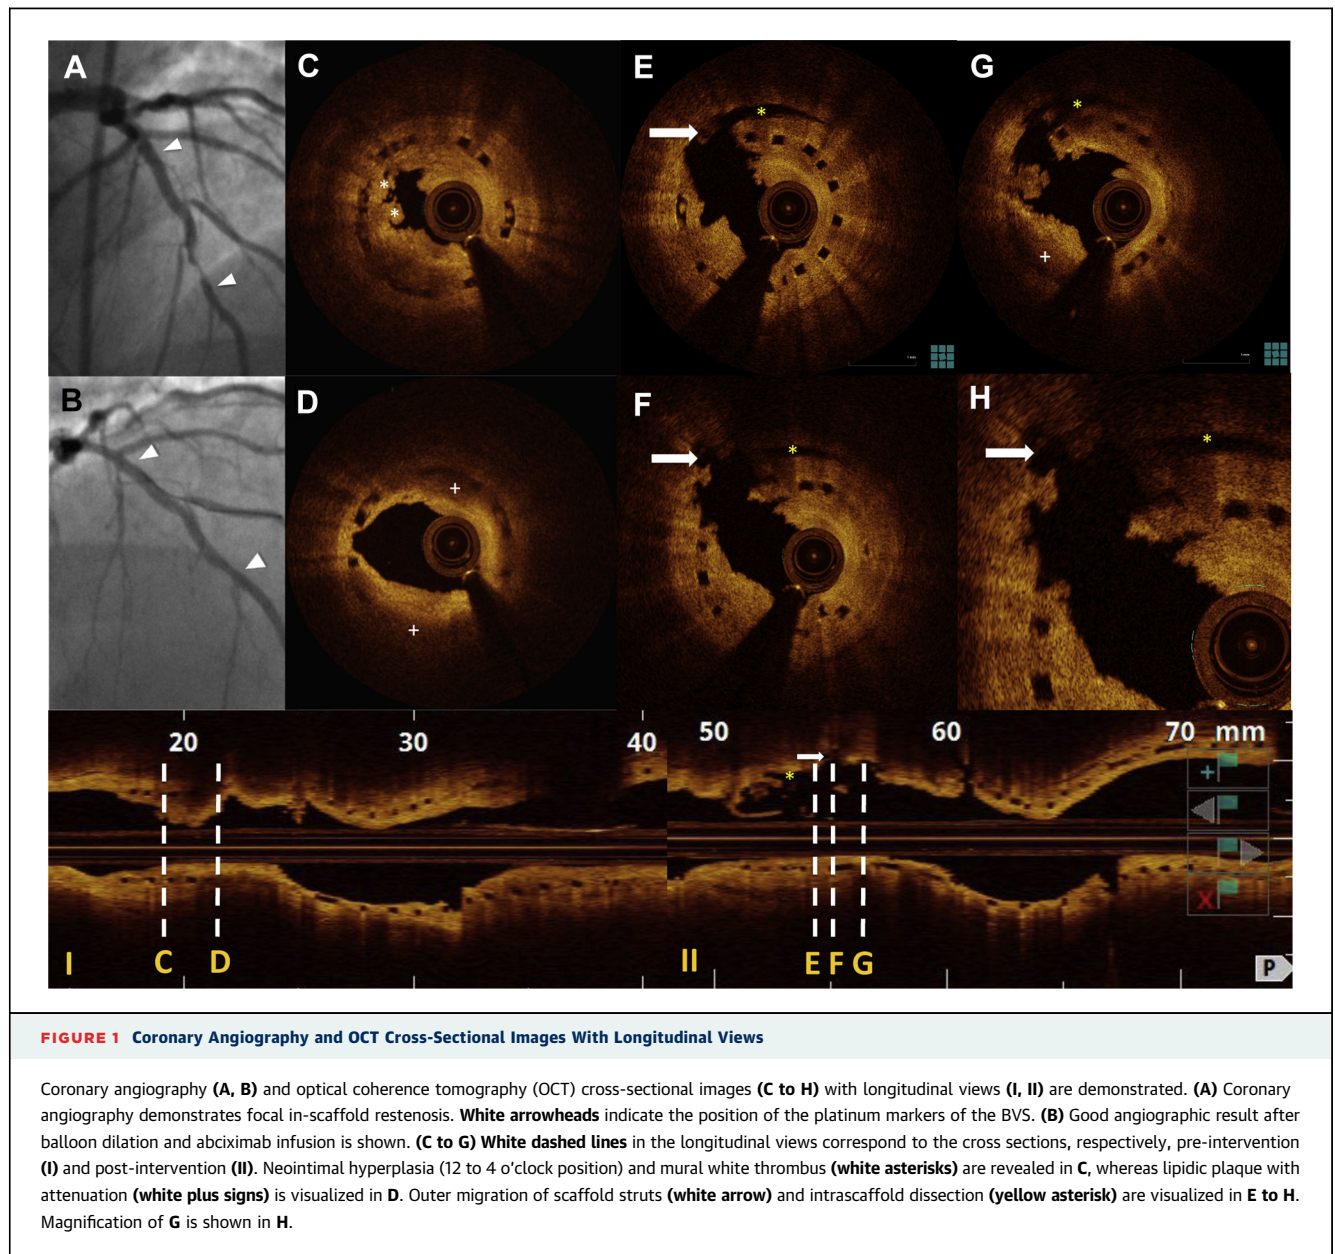 A
C
E
*
G
*
*
*
+
B
D
F
*
H
*
+
+
20
30
40
50
60
70 mm
*
+
X
I
C
D
II
E
F
G
P
FIGURE 1 Coronary Angiography and OCT Cross-Sectional Images With Longitudinal Views
Coronary angiography (A, B) and optical coherence tomography (OCT) cross-sectional images (C to H) with longitudinal views (I, II) are demonstrated. (A) Coronary
angiography demonstrates focal in-scaffold restenosis. White arrowheads indicate the position of the platinum markers of the BVS. (B) Good angiographic result after
balloon dilation and abciximab infusion is shown. (C to G) White dashed lines in the longitudinal views correspond to the cross sections, respectively, pre-intervention
(I) and post-intervention (II). Neointimal hyperplasia (12 to 4 o'clock position) and mural white thrombus (white asterisks) are revealed in C, whereas lipidic plaque with
attenuation (white plus signs) is visualized in D. Outer migration of scaffold struts (white arrow) and intrascaffold dissection (yellow asterisk) are visualized in E to H.
Magnification of G is shown in H.